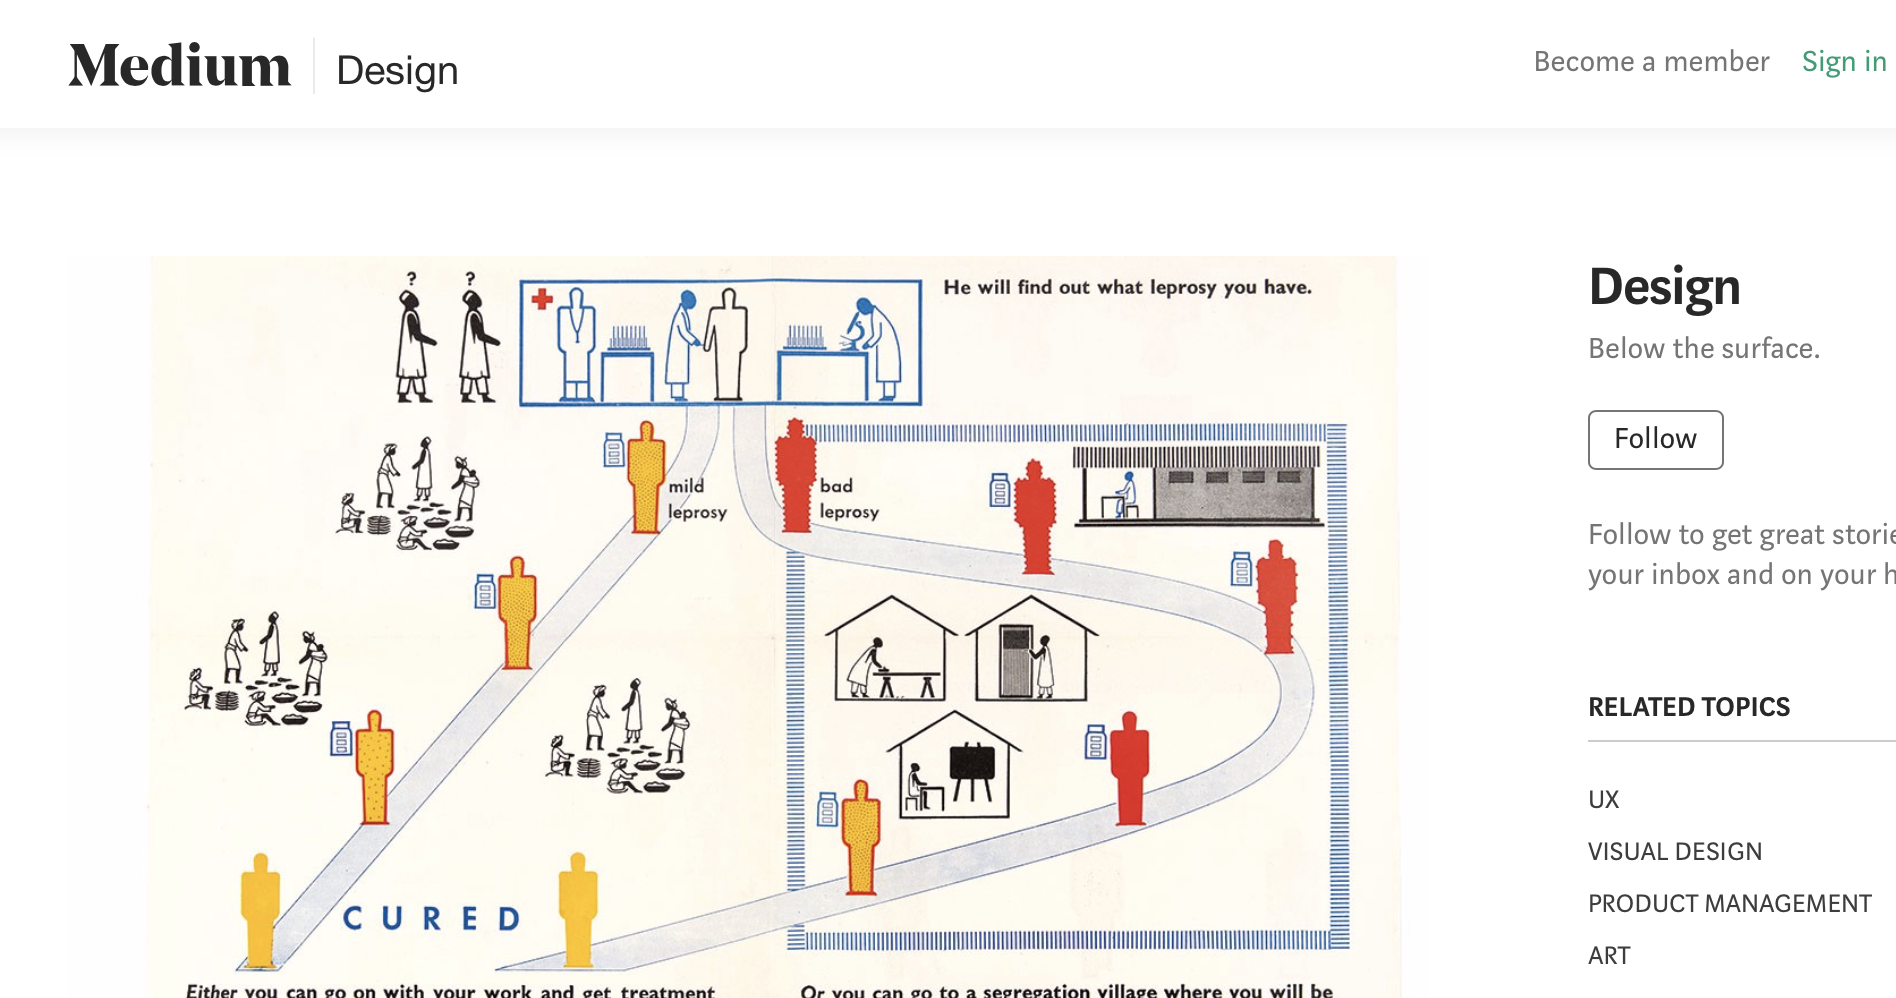 Medium
Design
Become a member
Sign in
? ?
He will find out what leprosy you have.
mild
leprosy
bad
leprosy
CURED
Either you can go on with your work and get treatment
Or you can go to a segregation village where you will be
Design
Below the surface.
Follow
Follow to get great
your inbox and on your
RELATED TOPICS
UX
VISUAL DESIGN
PRODUCT MANAGEMENT
ART